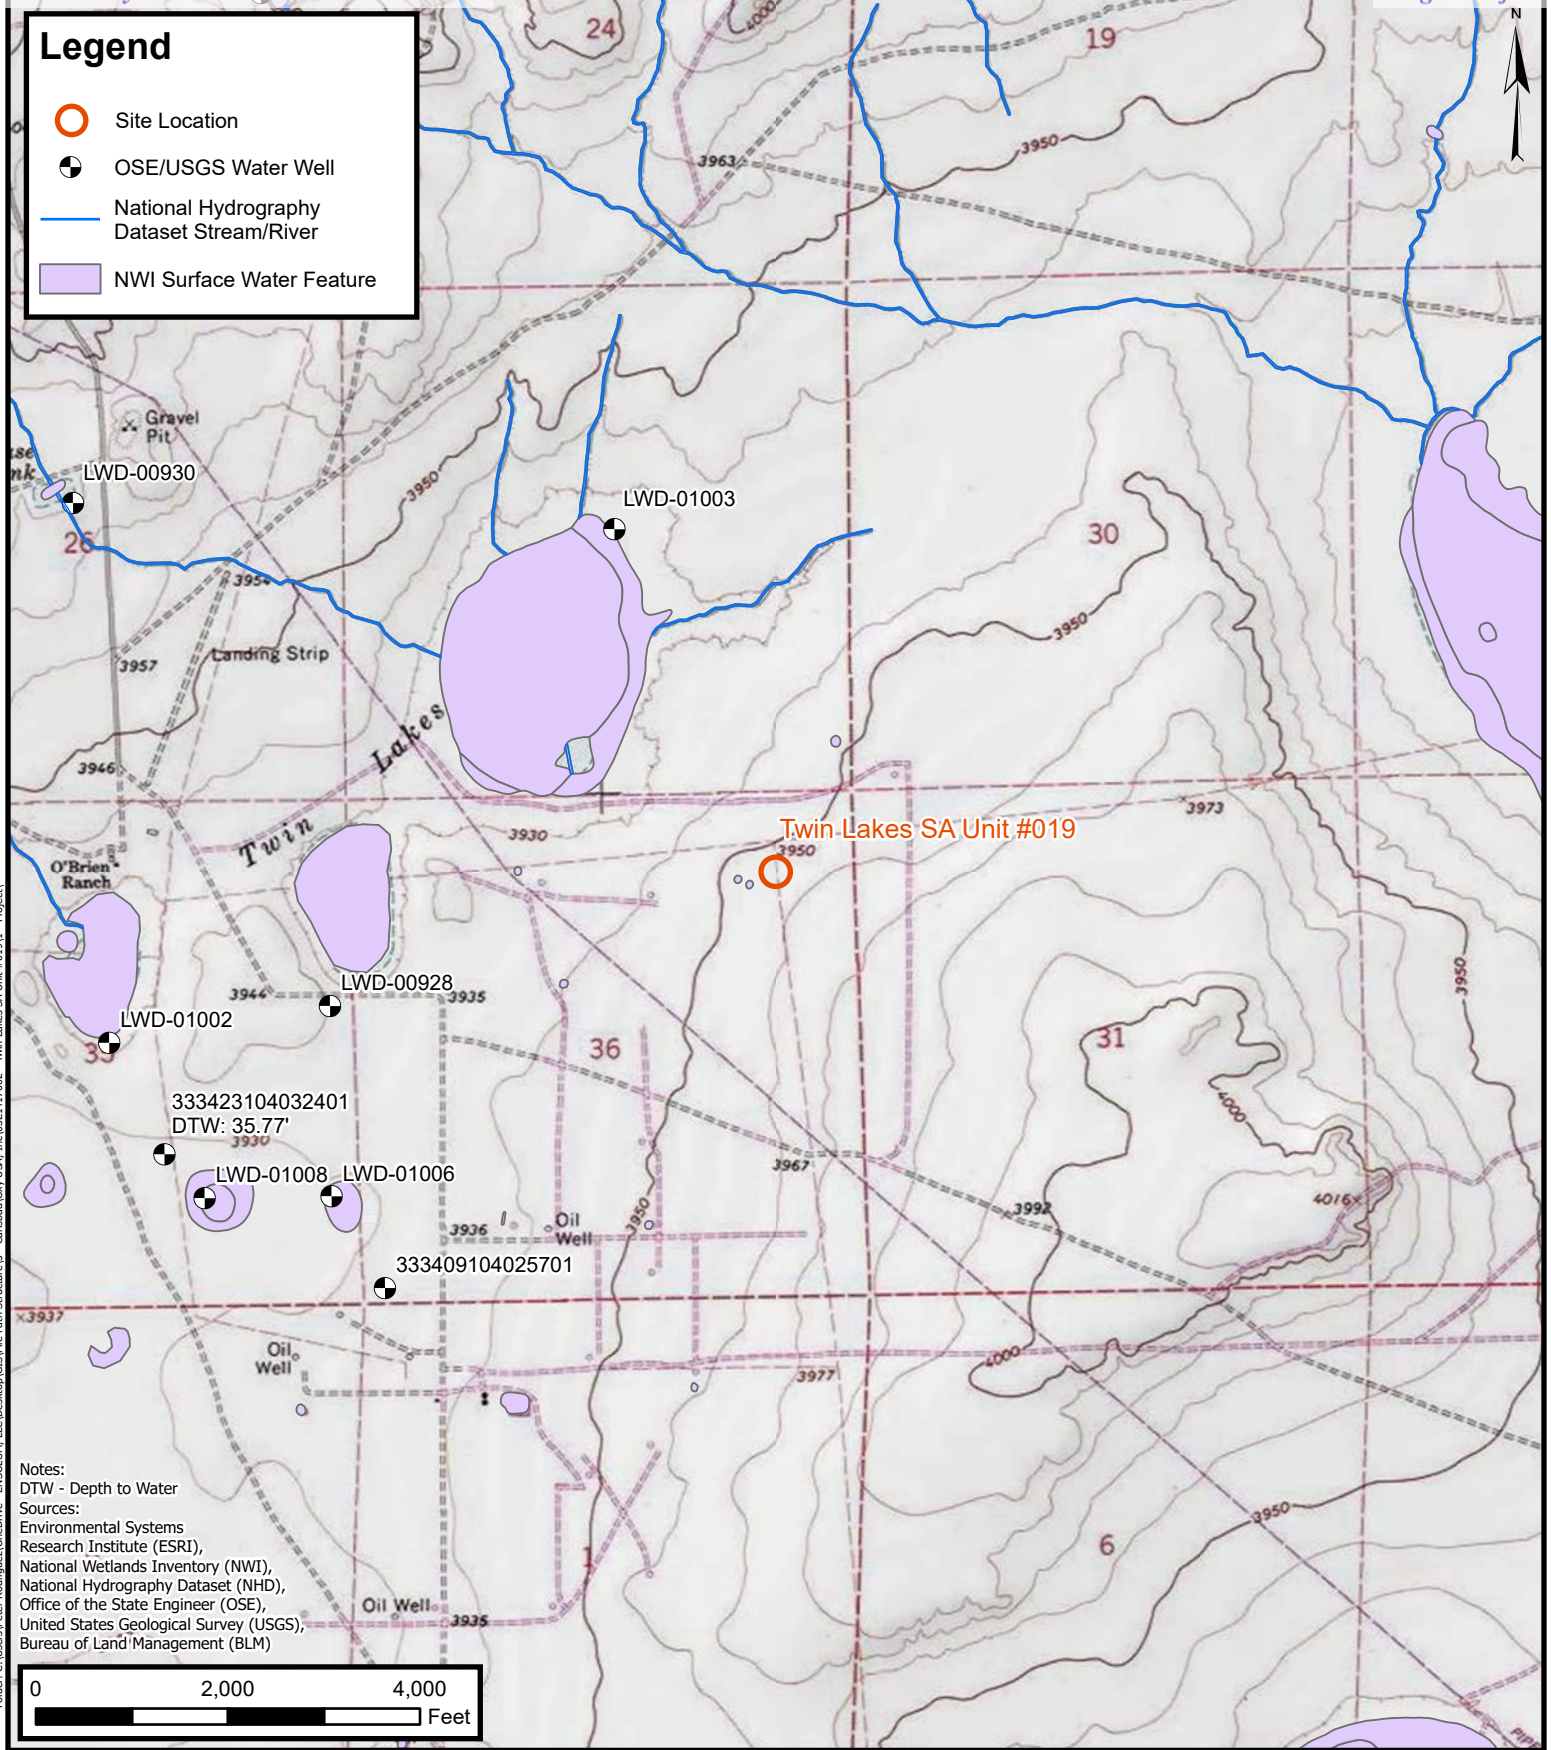 Legend
Site Location
OSE/USGS Water Well
National Hydrography
Dataset Stream/River
NWI Surface Water Feature
N
24
19
4000
3963
3950
Gravel
Pit
LWD-00930
3950
LWD-01003
26
30
3954
3950
3957
Landing Strip
Twin Lakes
3946
3973
3930
Twin Lakes SA Unit #019
3950
O'Brien
Ranch
LWD-00928
3944
3935
3950
LWD-01002
35
36
31
333423104032401
DTW: 35.77'
3930
4000
LWD-01008
LWD-01006
3967
4016
3992
3950
3936
Oil
Well
333409104025701
3937
Oil
Well
4000
3977
3950
1
6
Oil Well
3935
Notes:
DTW - Depth to Water
Sources:
Environmental Systems
Research Institute (ESRI),
National Wetlands Inventory (NWI),
National Hydrography Dataset (NHD),
Office of the State Engineer (OSE),
United States Geological Survey (USGS),
Bureau of Land Management (BLM)
0 2,000 4,000
Feet